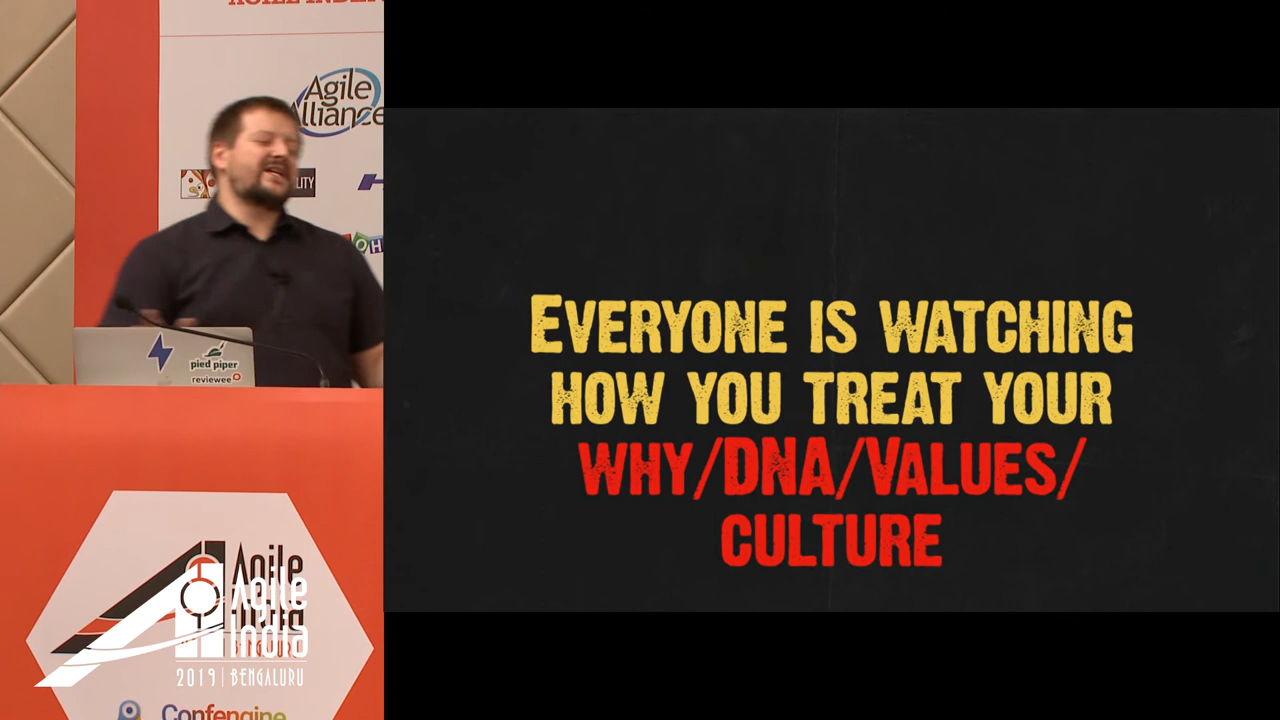 Agile
Alliance
LITY
pied piper
reviewee
Everyone is watching
how you treat your
why/DNA/Values/
culture
Agile
India
2019 | BENGALURU
Confengine